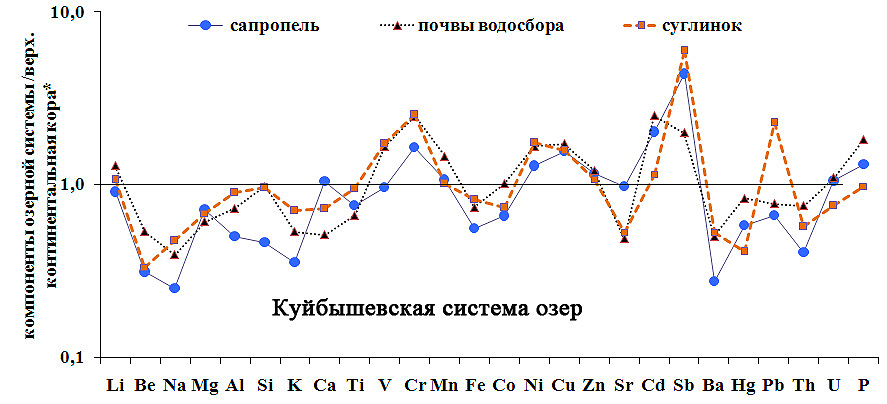 сапропель почвы водосбора суглинок
компоненты озерной системы/верх.
континентальная кора*
10,0
1,0
0,1
Куйбышевская система озер
Li Be Na Mg Al Si K Ca Ti V Cr Mn Fe Co Ni Cu Zn Sr Cd Sb Ba Hg Pb Th U P